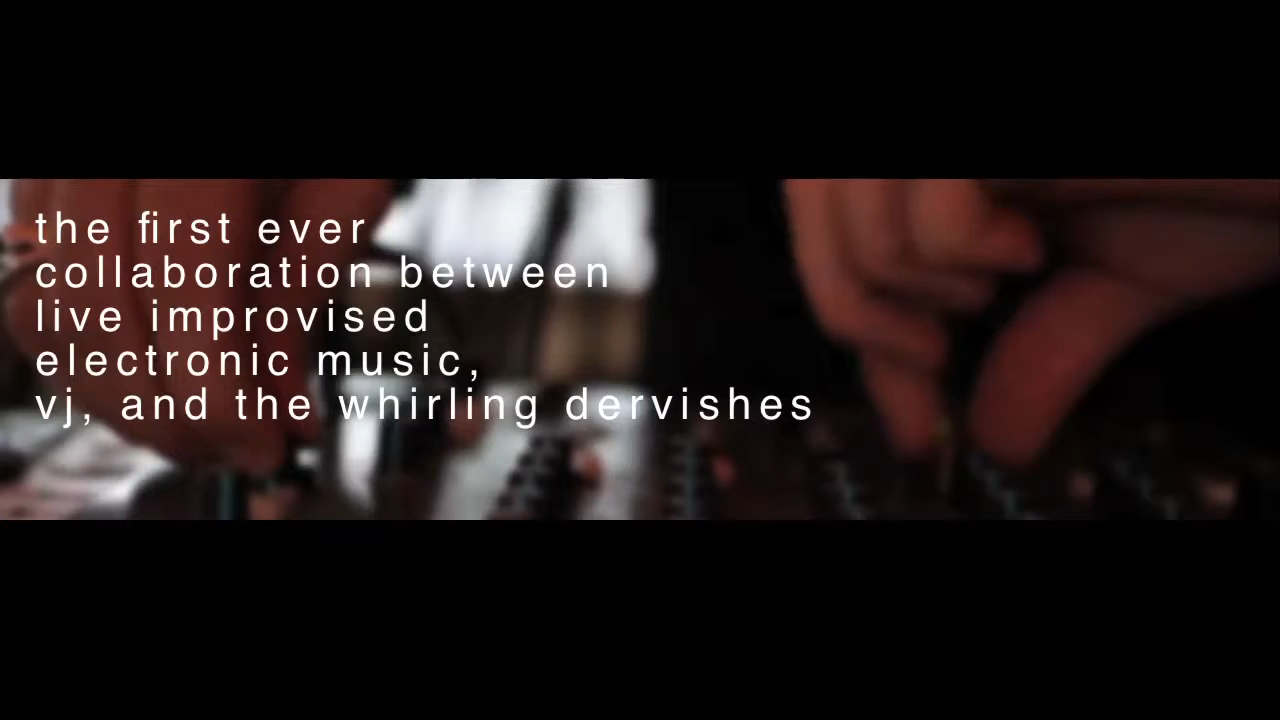 the first ever
collaboration between
live improvised
electronic music,
vj, and the whirling dervishes